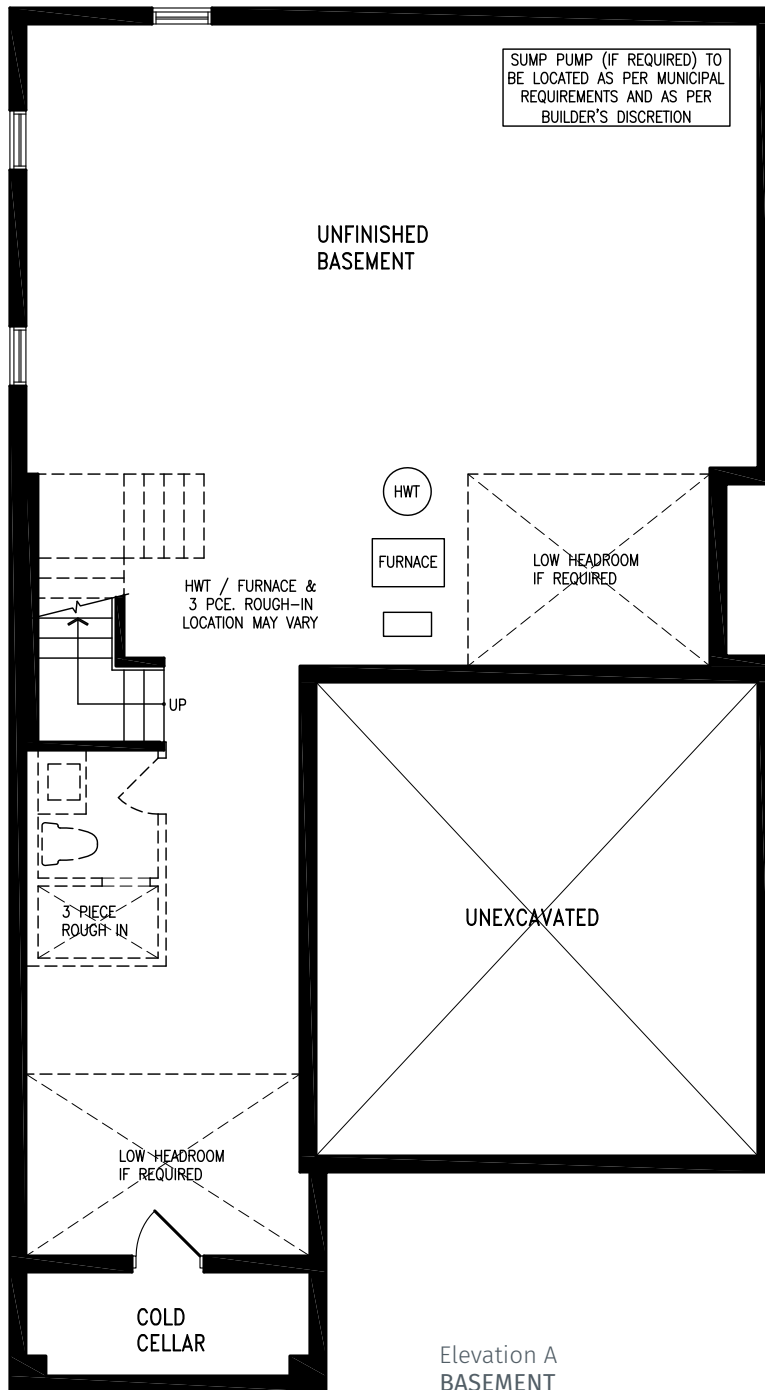 SUMP PUMP (IF REQUIRED) TO
BE LOCATED AS PER MUNICIPAL
REQUIREMENTS AND AS PER
BUILDER'S DISCRETION
UNFINISHED
BASEMENT
HWT
FURNACE
LOW HEADROOM
IF REQUIRED
HWT / FURNACE &
3 PCE. ROUGH-IN
LOCATION MAY VARY
UP
3 PIECE
ROUGH IN
UNEXCAVATED
LOW HEADROOM
IF REQUIRED
COLD
CELLAR
Elevation A
BASEMENT